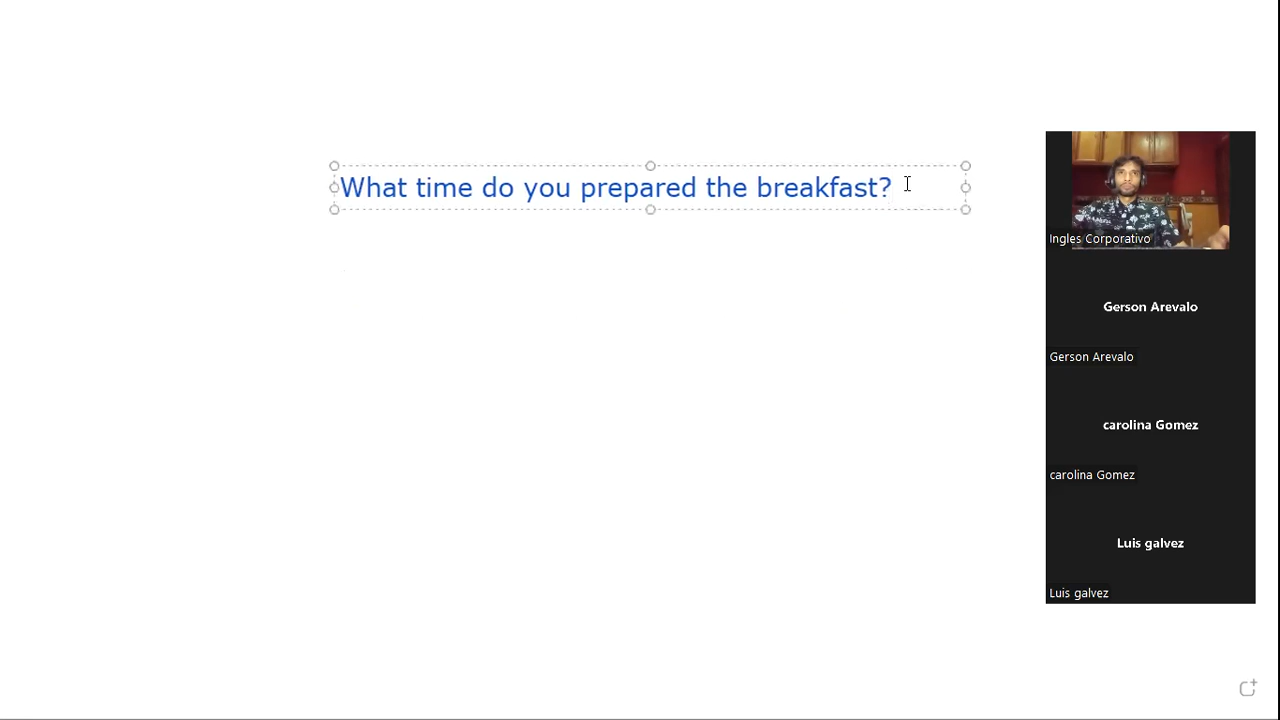 What time do you prepared the breakfast?
Ingles Corporativo
Gerson Arevalo
Gerson Arevalo
carolina Gomez
carolina Gomez
Luis galvez
Luis galvez